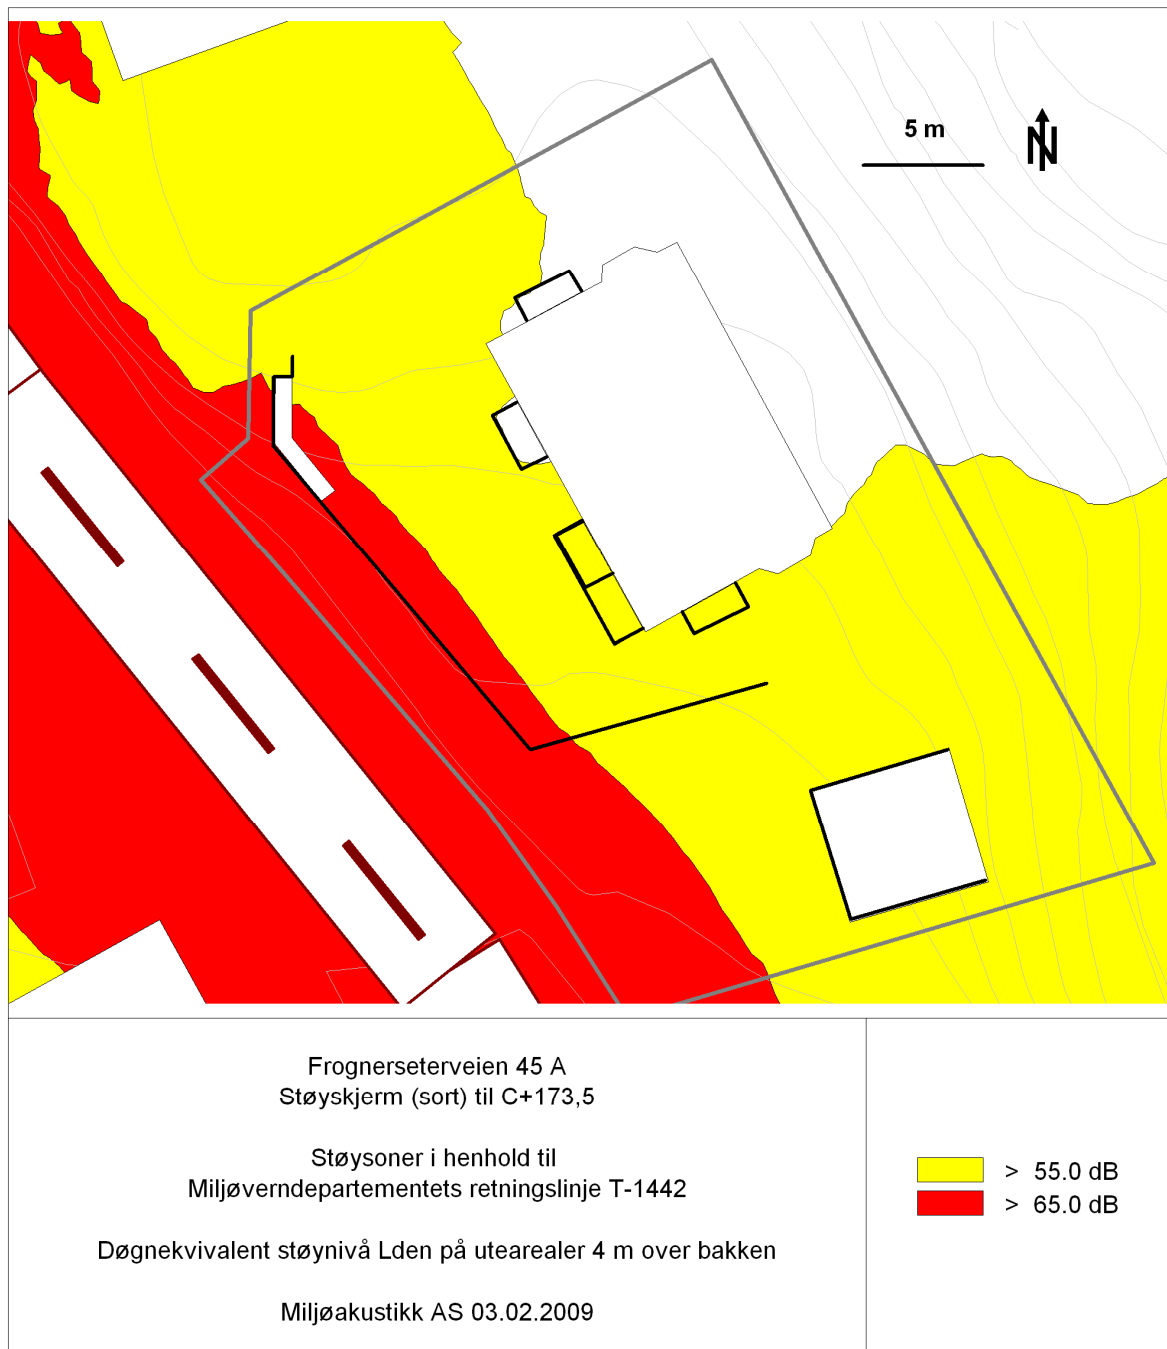 5 m
N
Frognerseterveien 45 A
Støyskjerm (sort) til C+173,5
Støysoner i henhold til
Miljøverndepartementets retningslinje T-1442
Døgnekvivalent støynivå Lden på utearealer 4 m over bakken
Miljøakustikk AS 03.02.2009
> 55.0 dB
> 65.0 dB